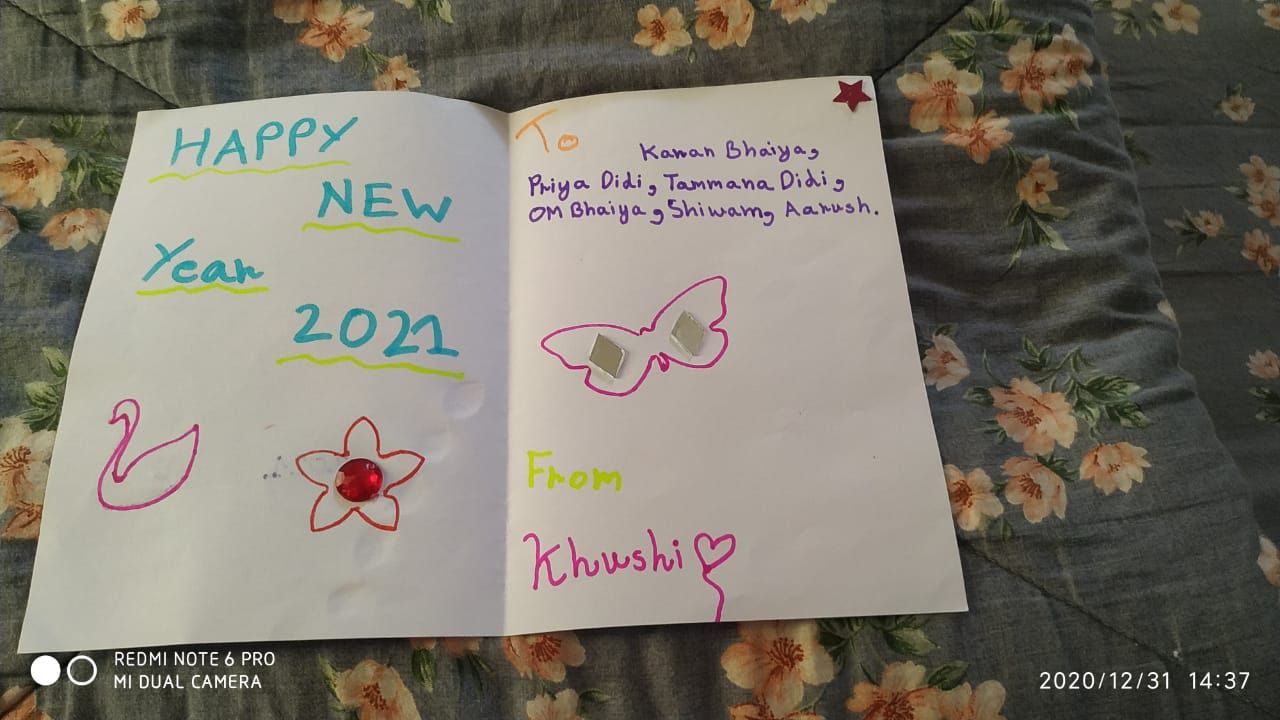 HAPPY
NEW
Year
2021
To
Karan Bhaiya,
Priya Didi, Tammana Didi,
OM Bhaiya, Shiwam, Aarush.
From
Khushi
REDMI NOTE 6 PRO
MI DUAL CAMERA
2020/12/31 14:37